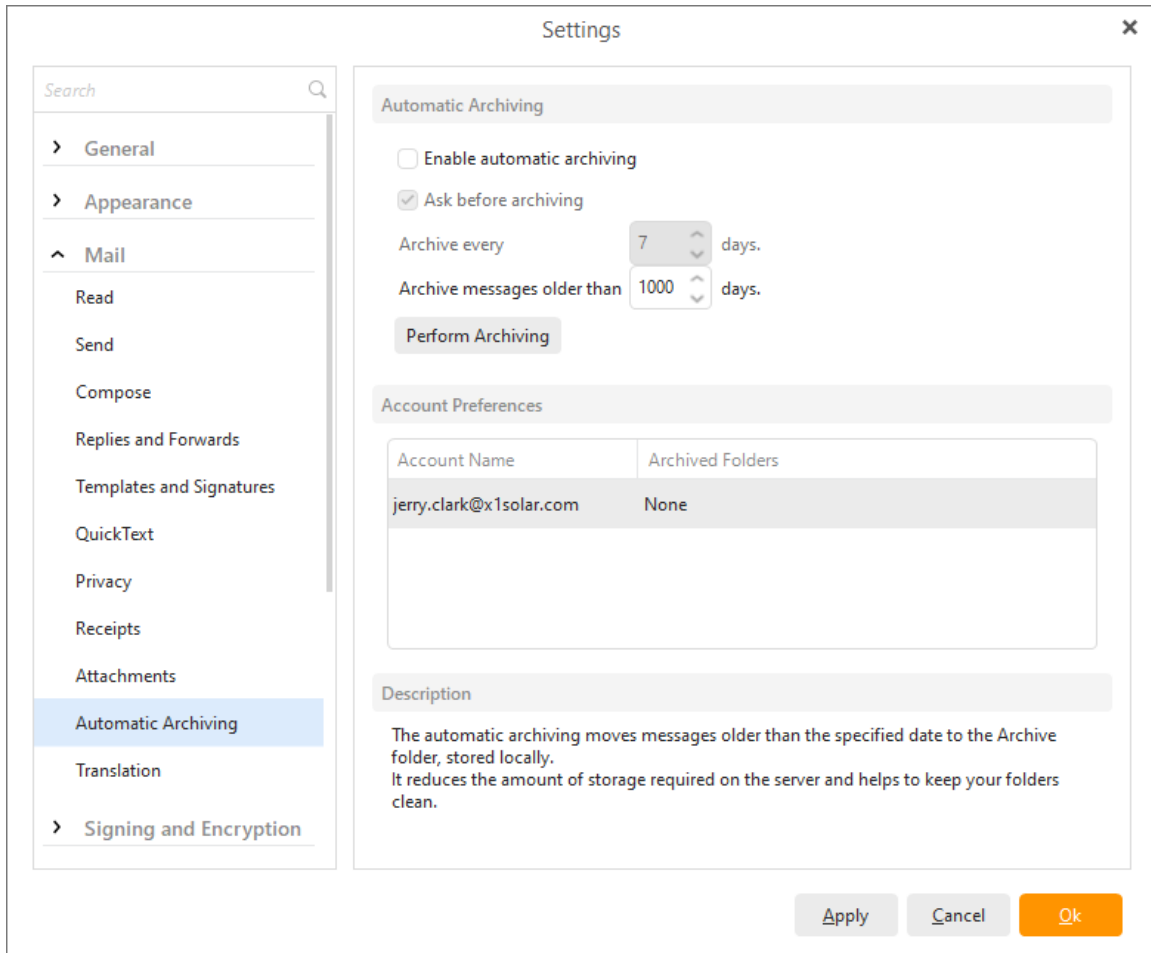 Settings
Search
General
Appearance
Mail
Read
Send
Compose
Replies and Forwards
Templates and Signatures
QuickText
Privacy
Receipts
Attachments
Automatic Archiving
Translation
Signing and Encryption
Automatic Archiving
Enable automatic archiving
Ask before archiving
Archive every 7 days.
Archive messages older than 1000 days.
Perform Archiving
Account Preferences
Account Name Archived Folders
jerry.clark@x1solar.com None
Description
The automatic archiving moves messages older than the specified date to the Archive
folder, stored locally.
It reduces the amount of storage required on the server and helps to keep your folders
clean.
Apply Cancel Ok